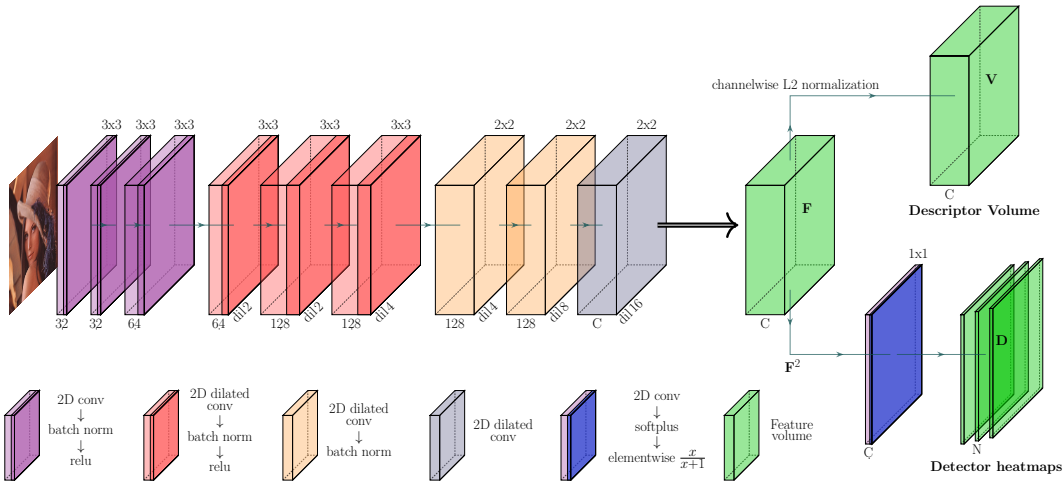 3x3 3x3 3x3 3x3 3x3 3x3 2x2 2x2 2x2
32 32 64 64 dil2 128 dil2 128 dil4 128 dil4 128 dil8 C dil16
F
C
channelwise L2 normalization
V
C
Descriptor Volume
F²
1x1
C
D
N
Detector heatmaps
2D conv
↓
batch norm
↓
relu
2D dilated
conv
↓
batch norm
↓
relu
2D dilated
conv
↓
batch norm
2D dilated
conv
2D conv
↓
softplus
↓
elementwise x/(x+1)
Feature
volume